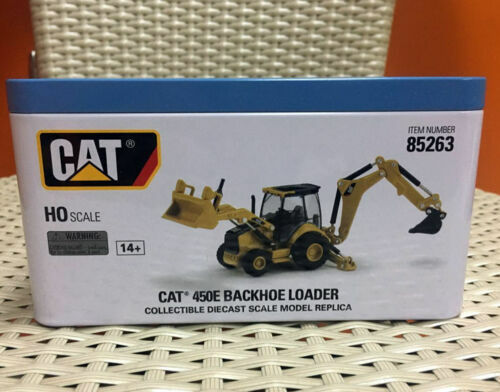 CAT®
ITEM NUMBER
85263
HO SCALE
WARNING:
14+
CAT® 450E BACKHOE LOADER
COLLECTIBLE DIECAST SCALE MODEL REPLICA